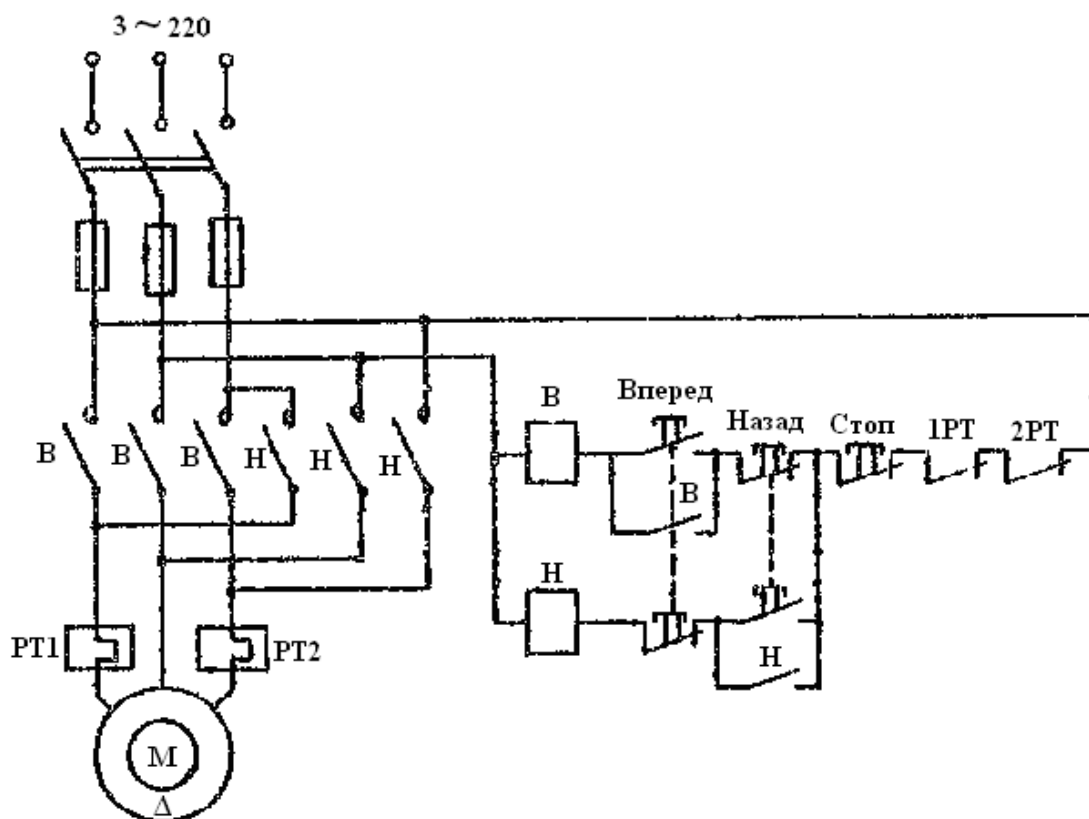 3 ~ 220
В
Вперед
Назад
Стоп
1РТ
2РТ
В
В
В
Н
Н
Н
В
Н
Н
РТ1
РТ2
М
Δ